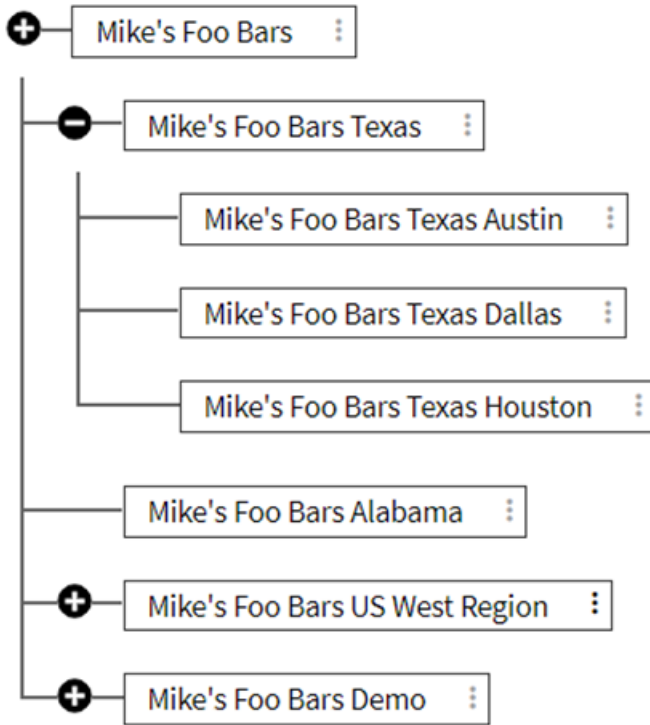 Mike's Foo Bars
Mike's Foo Bars Texas
Mike's Foo Bars Texas Austin
Mike's Foo Bars Texas Dallas
Mike's Foo Bars Texas Houston
Mike's Foo Bars Alabama
Mike's Foo Bars US West Region
Mike's Foo Bars Demo